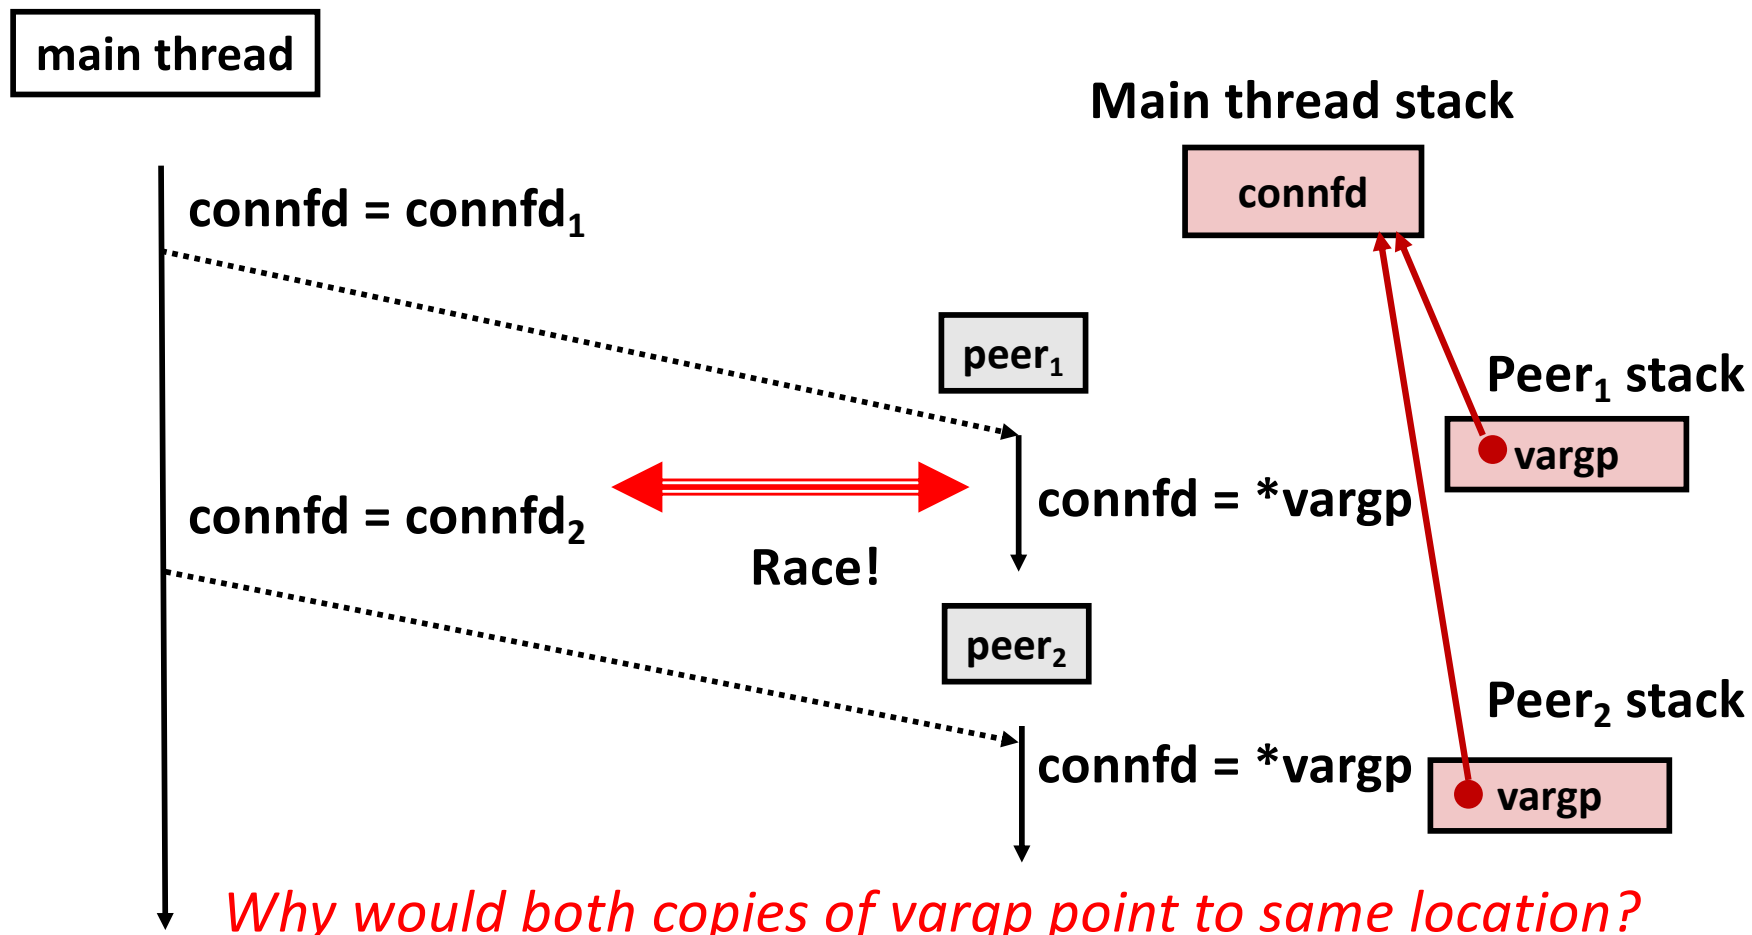 main thread
Main thread stack
connfd
connfd = connfd₁
peer₁
Peer₁ stack
vargp
connfd = *vargp
connfd = connfd₂
Race!
peer₂
Peer₂ stack
connfd = *vargp
vargp
Why would both copies of vargp point to same location?